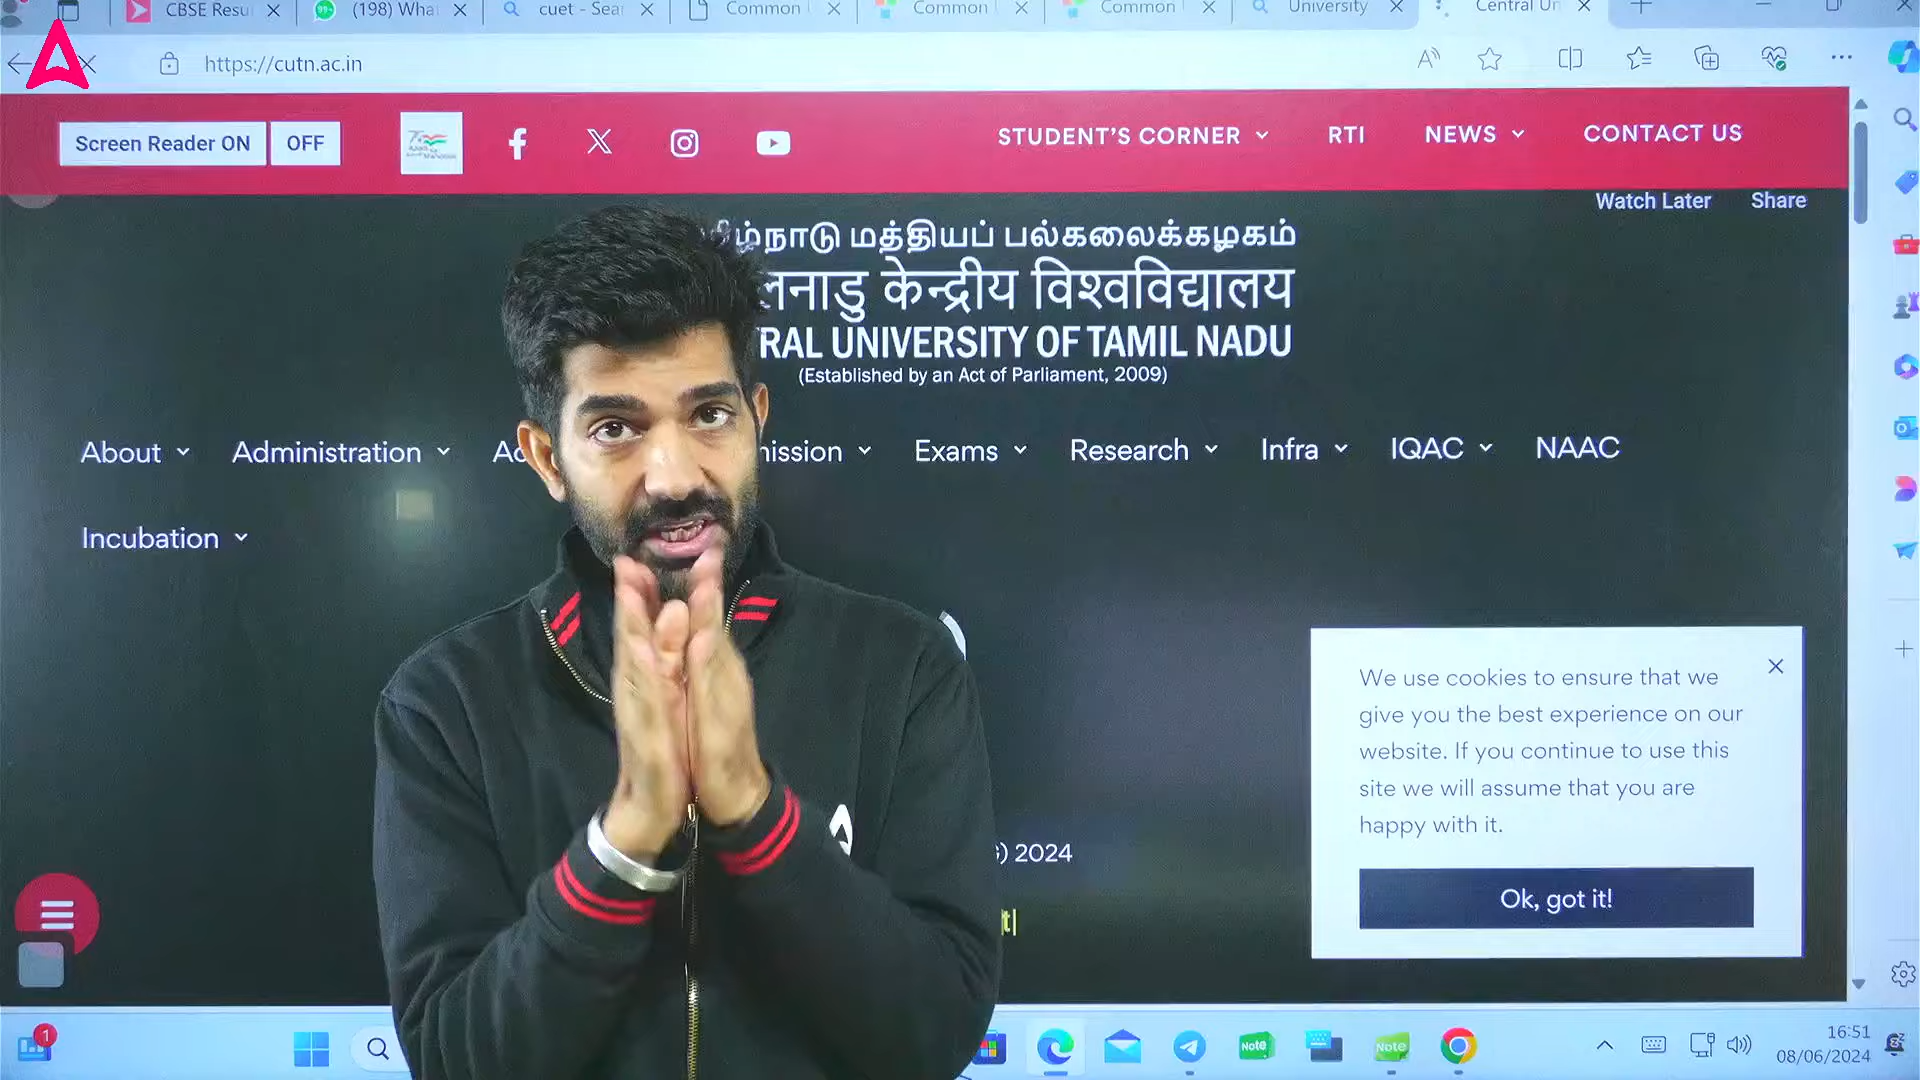 CBSE Resu
(198) Wha
cuet - Sea
Common
Common
Common
University
Central Un
https://cutn.ac.in
Screen Reader ON
OFF
STUDENT'S CORNER
RTI
NEWS
CONTACT US
Watch Later
Share
மத்தியப் பல்கலைக்கழகம்
केन्द्रीय विश्वविद्यालय
RAL UNIVERSITY OF TAMIL NADU
(Established by an Act of Parliament, 2009)
About
Administration
Ac
ission
Exams
Research
Infra
IQAC
NAAC
Incubation
We use cookies to ensure that we
give you the best experience on our
website. If you continue to use this
site we will assume that you are
happy with it.
Ok, got it!
) 2024
1
Note
Note
16:51
08/06/2024